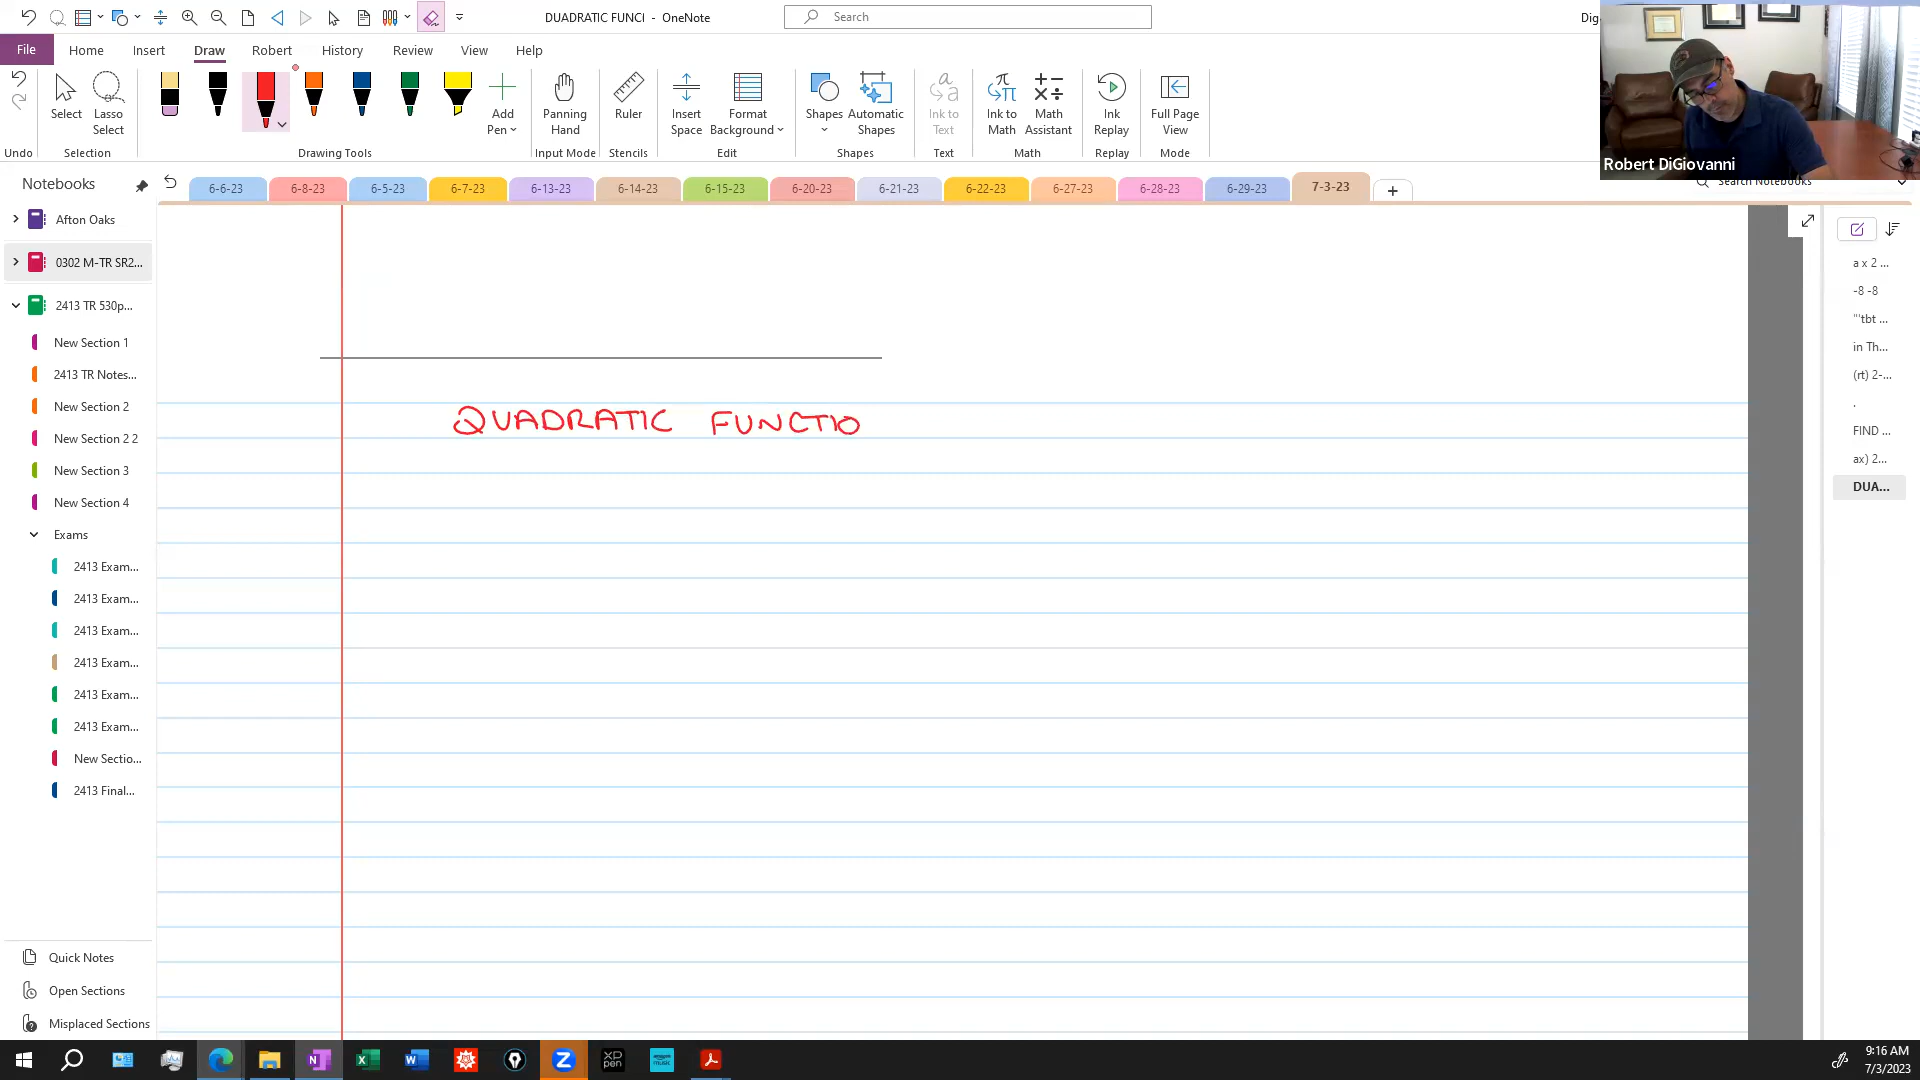 DUADRATIC FUNCI - OneNote
Search
Dig
File
Home
Insert
Draw
Robert
History
Review
View
Help
Select
Lasso Select
Add Pen
Panning Hand
Ruler
Insert Space
Format Background
Shapes
Automatic Shapes
Ink to Text
Ink to Math
Math Assistant
Ink Replay
Full Page View
Undo
Selection
Drawing Tools
Input Mode
Stencils
Edit
Shapes
Text
Math
Replay
Mode
Robert DiGiovanni
Notebooks
6-6-23
6-8-23
6-5-23
6-7-23
6-13-23
6-14-23
6-15-23
6-20-23
6-21-23
6-22-23
6-27-23
6-28-23
6-29-23
7-3-23
Search Notebooks
Afton Oaks
0302 M-TR SR2...
2413 TR 530p...
New Section 1
2413 TR Notes...
New Section 2
New Section 2 2
New Section 3
New Section 4
Exams
2413 Exam...
2413 Exam...
2413 Exam...
2413 Exam...
2413 Exam...
2413 Exam...
New Sectio...
2413 Final...
Quick Notes
Open Sections
Misplaced Sections
QUADRATIC FUNCTIO
a x 2 ...
-8 -8
"'tbt ...
in Th...
(rt) 2-...
.
FIND ...
ax) 2...
DUA...
XP pen
amazon music
9:16 AM
7/3/2023